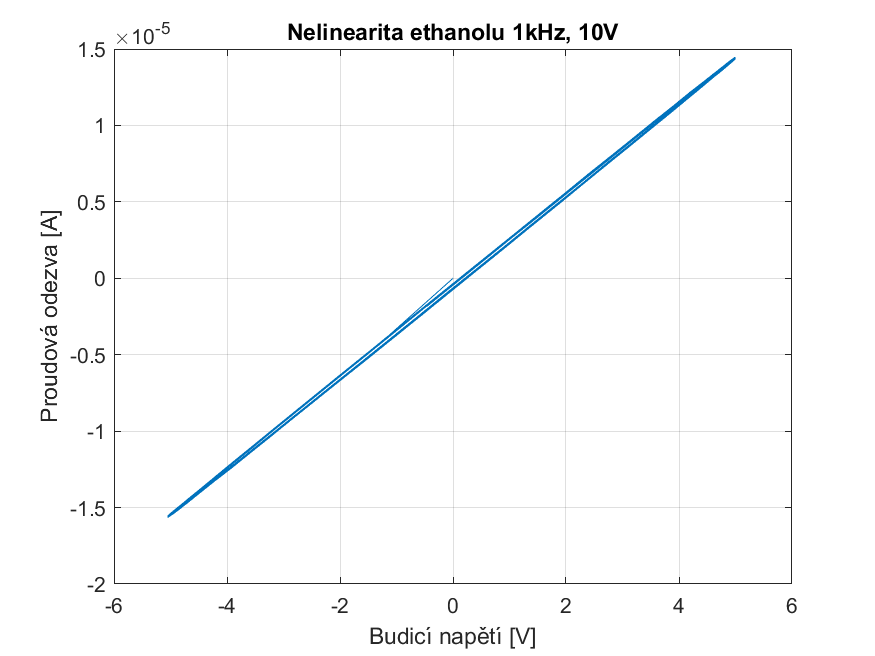 Nelinearita ethanolu 1kHz, 10V
×10-5
1.5
1
0.5
0
-0.5
-1
-1.5
-2
-6 -4 -2 0 2 4 6
Proudová odezva [A]
Budicí napětí [V]